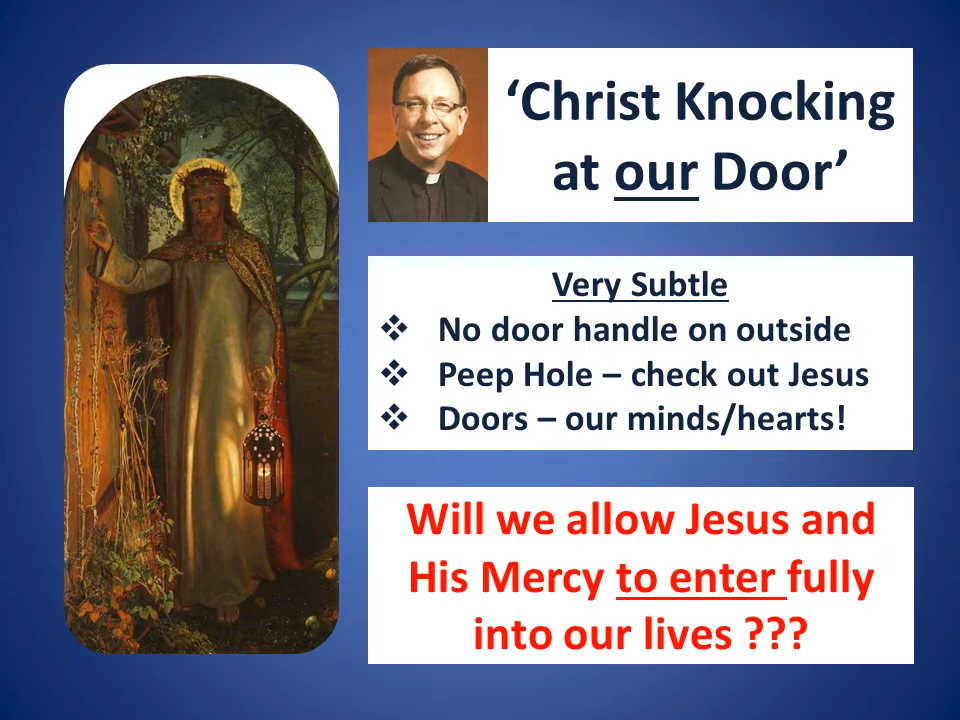 ‘Christ Knocking
at our Door’
Very Subtle
❖ No door handle on outside
❖ Peep Hole – check out Jesus
❖ Doors – our minds/hearts!
Will we allow Jesus and
His Mercy to enter fully
into our lives ???